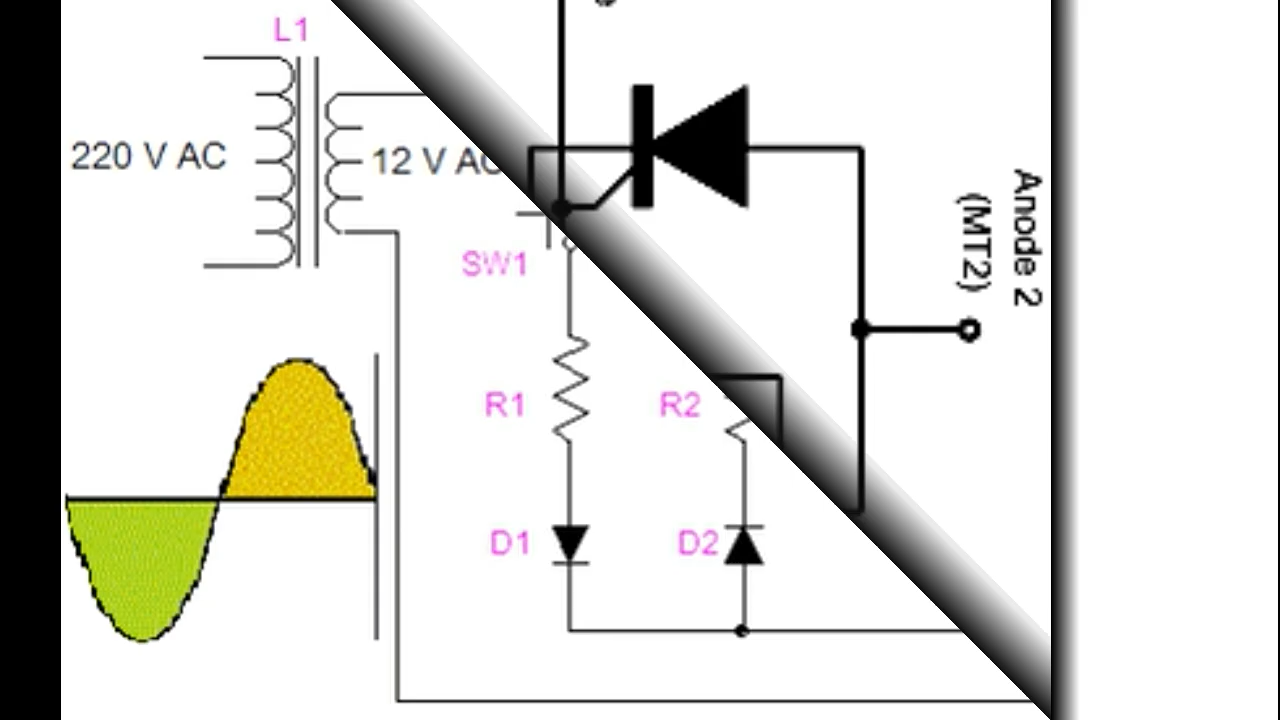 L1
220 V AC
12 V AC
SW1
R1
R2
D1
D2
Anode 2
(MT2)